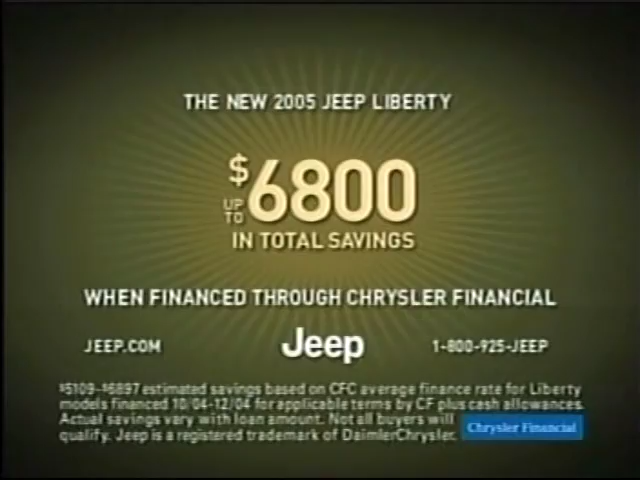 THE NEW 2005 JEEP LIBERTY
UP TO $6800
IN TOTAL SAVINGS
WHEN FINANCED THROUGH CHRYSLER FINANCIAL
JEEP.COM Jeep 1-800-925-JEEP
$5109-$6897 estimated savings based on CFC average finance rate for Liberty
models financed 10/04-12/04 for applicable terms by CF plus cash allowances.
Actual savings vary with loan amount. Not all buyers will
qualify. Jeep is a registered trademark of DaimlerChrysler.
Chrysler Financial